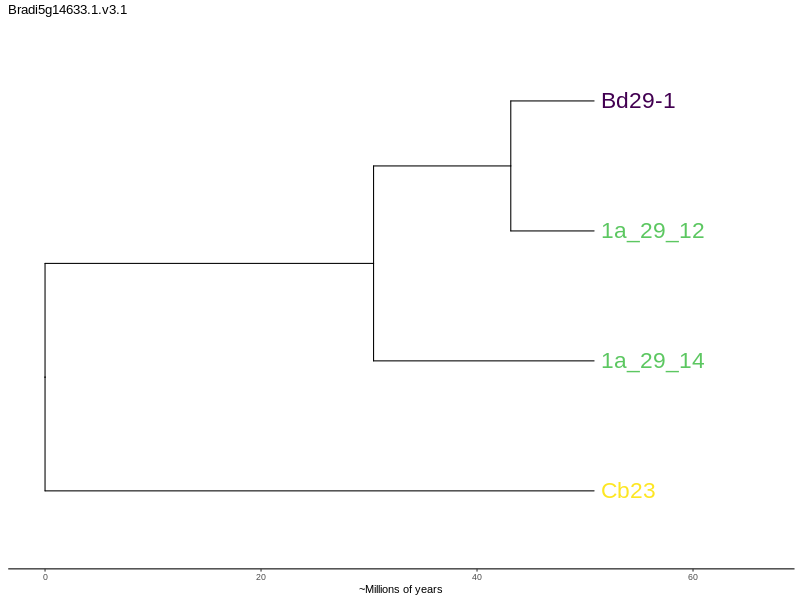 Bradi5g14633.1.v3.1
Bd29-1
1a_29_12
1a_29_14
Cb23
0 20 40 60
~Millions of years